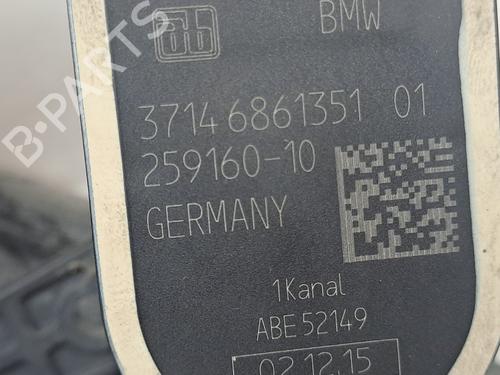 BMW
3714 6861351 01
259160-10
GERMANY
1Kanal
ABE 52149
02.12.15
B-PARTS